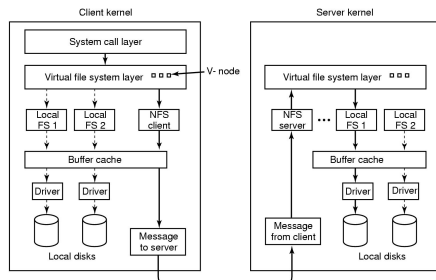 Client kernel
System call layer
Virtual file system layer
V- node
Local
FS 1
Local
FS 2
NFS
client
Buffer cache
Driver
Driver
Local disks
Message
to server
Server kernel
Virtual file system layer
NFS
server
Local
FS 1
Local
FS 2
Buffer cache
Driver
Driver
Message
from client
Local disks